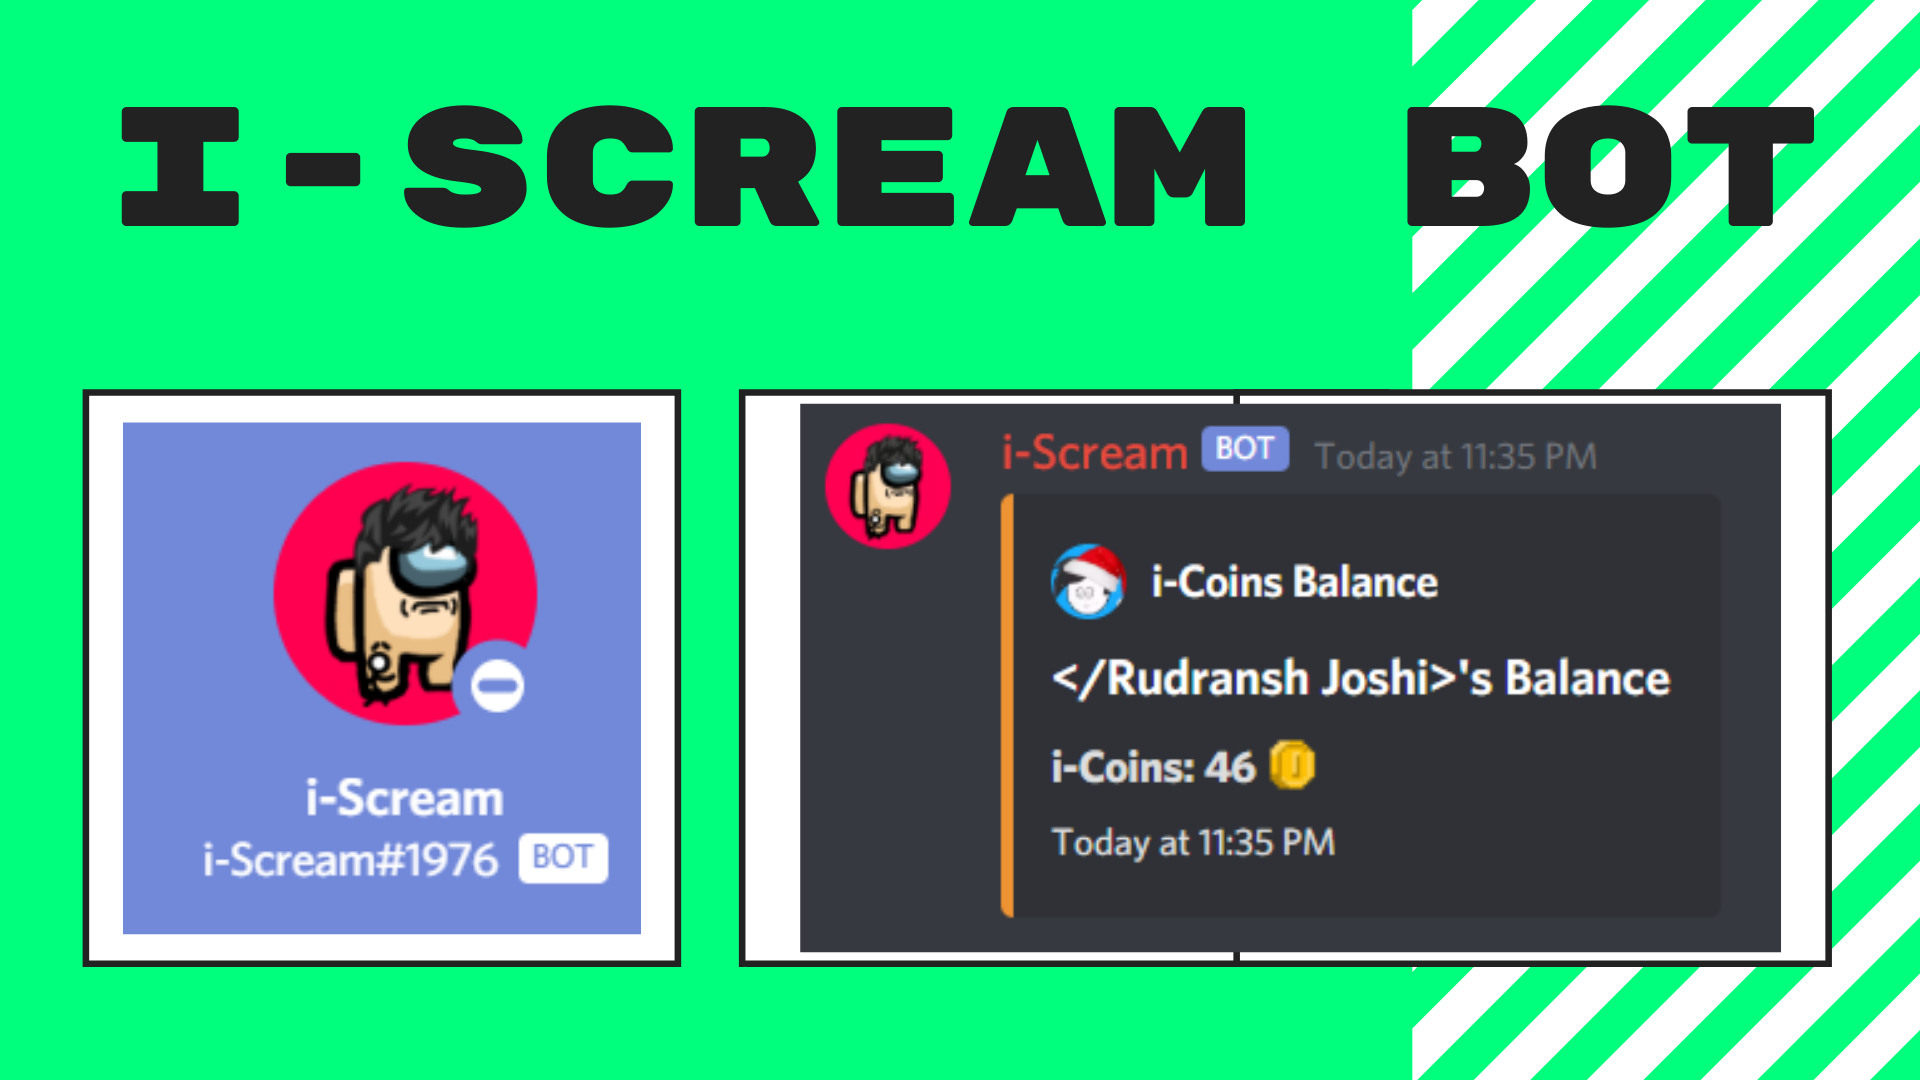 I-SCREAM BOT
i-Scream
i-Scream#1976 BOT
i-Scream BOT Today at 11:35 PM
i-Coins Balance
</Rudransh Joshi>'s Balance
i-Coins: 46
Today at 11:35 PM